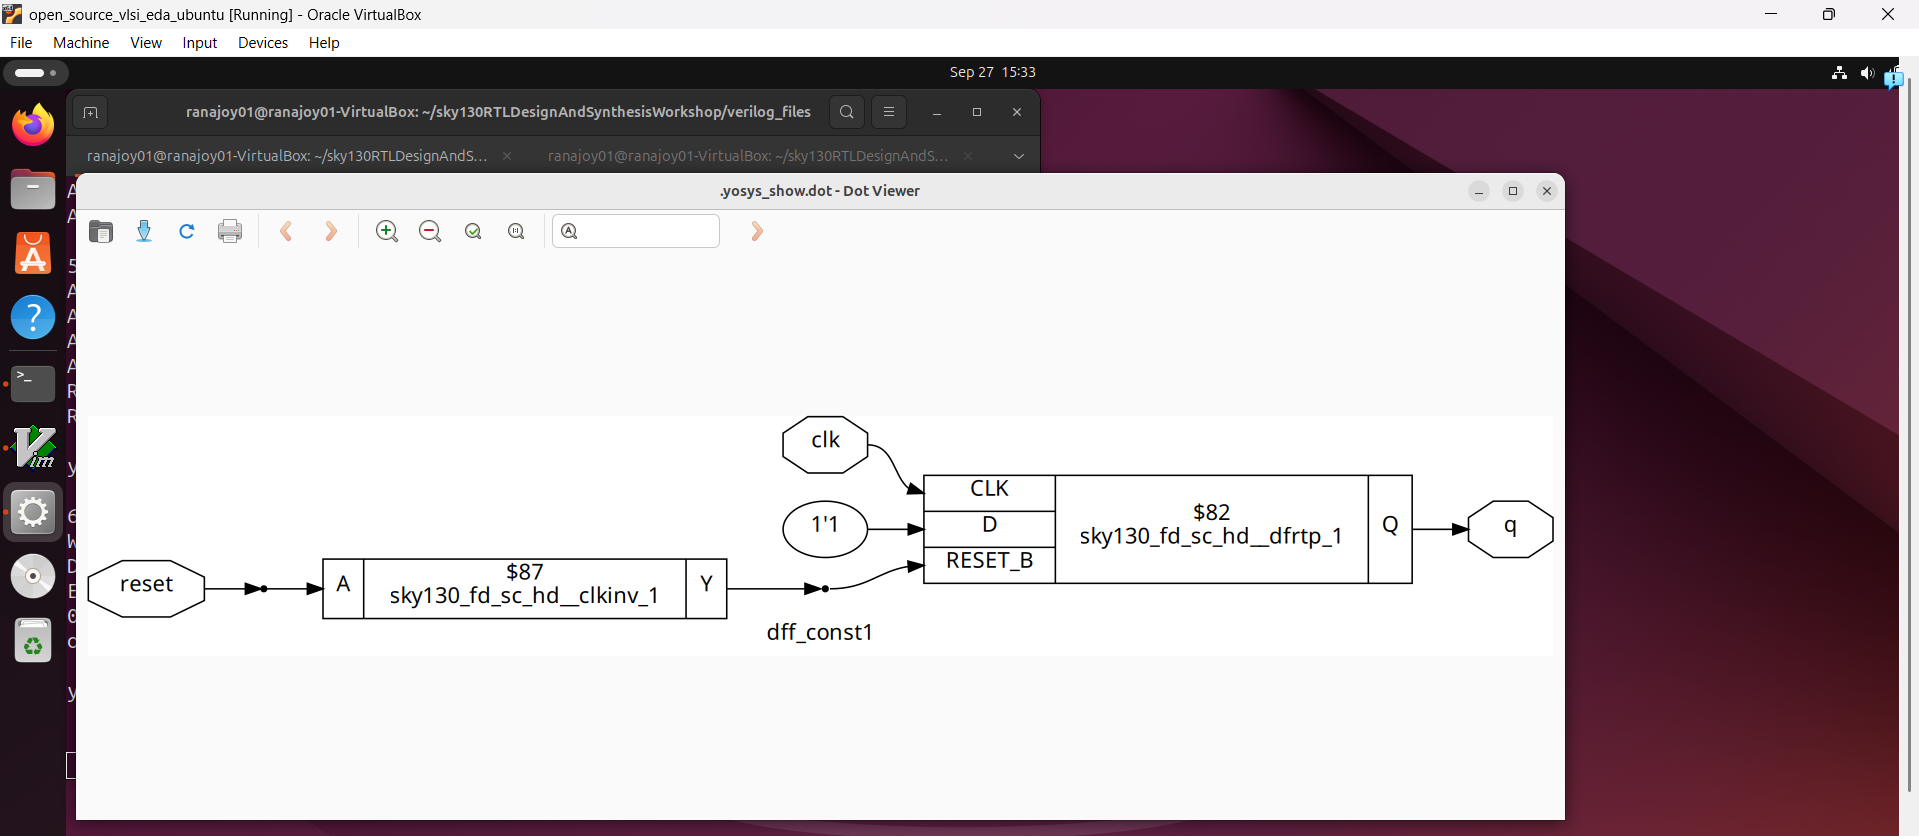 open_source_vlsi_eda_ubuntu [Running] - Oracle VirtualBox
File Machine View Input Devices Help
Sep 27 15:33
ranajoy01@ranajoy01-VirtualBox: ~/sky130RTLDesignAndSynthesisWorkshop/verilog_files
ranajoy01@ranajoy01-VirtualBox: ~/sky130RTLDesignAndS...
ranajoy01@ranajoy01-VirtualBox: ~/sky130RTLDesignAndS...
.yosys_show.dot - Dot Viewer
clk
CLK
1'1
D
$82
sky130_fd_sc_hd__dfrtp_1
Q
q
RESET_B
reset
A
$87
sky130_fd_sc_hd__clkinv_1
Y
dff_const1